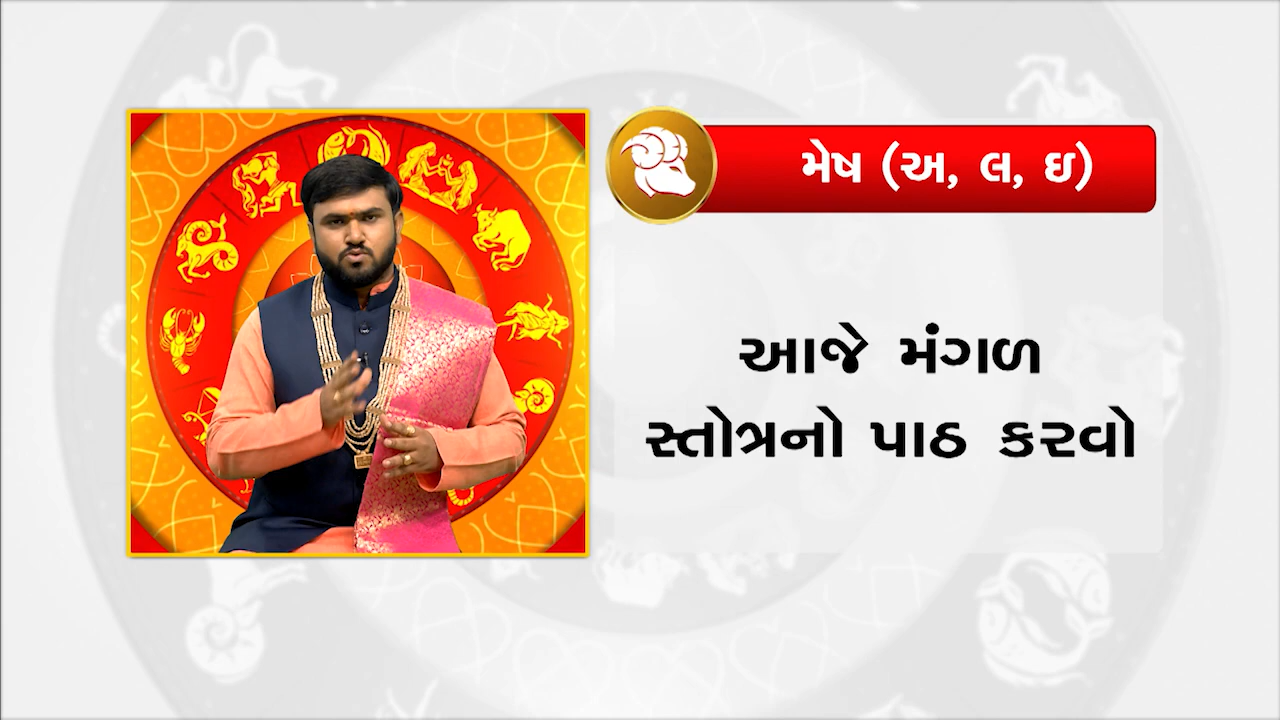 મેષ (અ, લ, ઇ)
આજે મંગળ
સ્તોત્રનો પાઠ કરવો